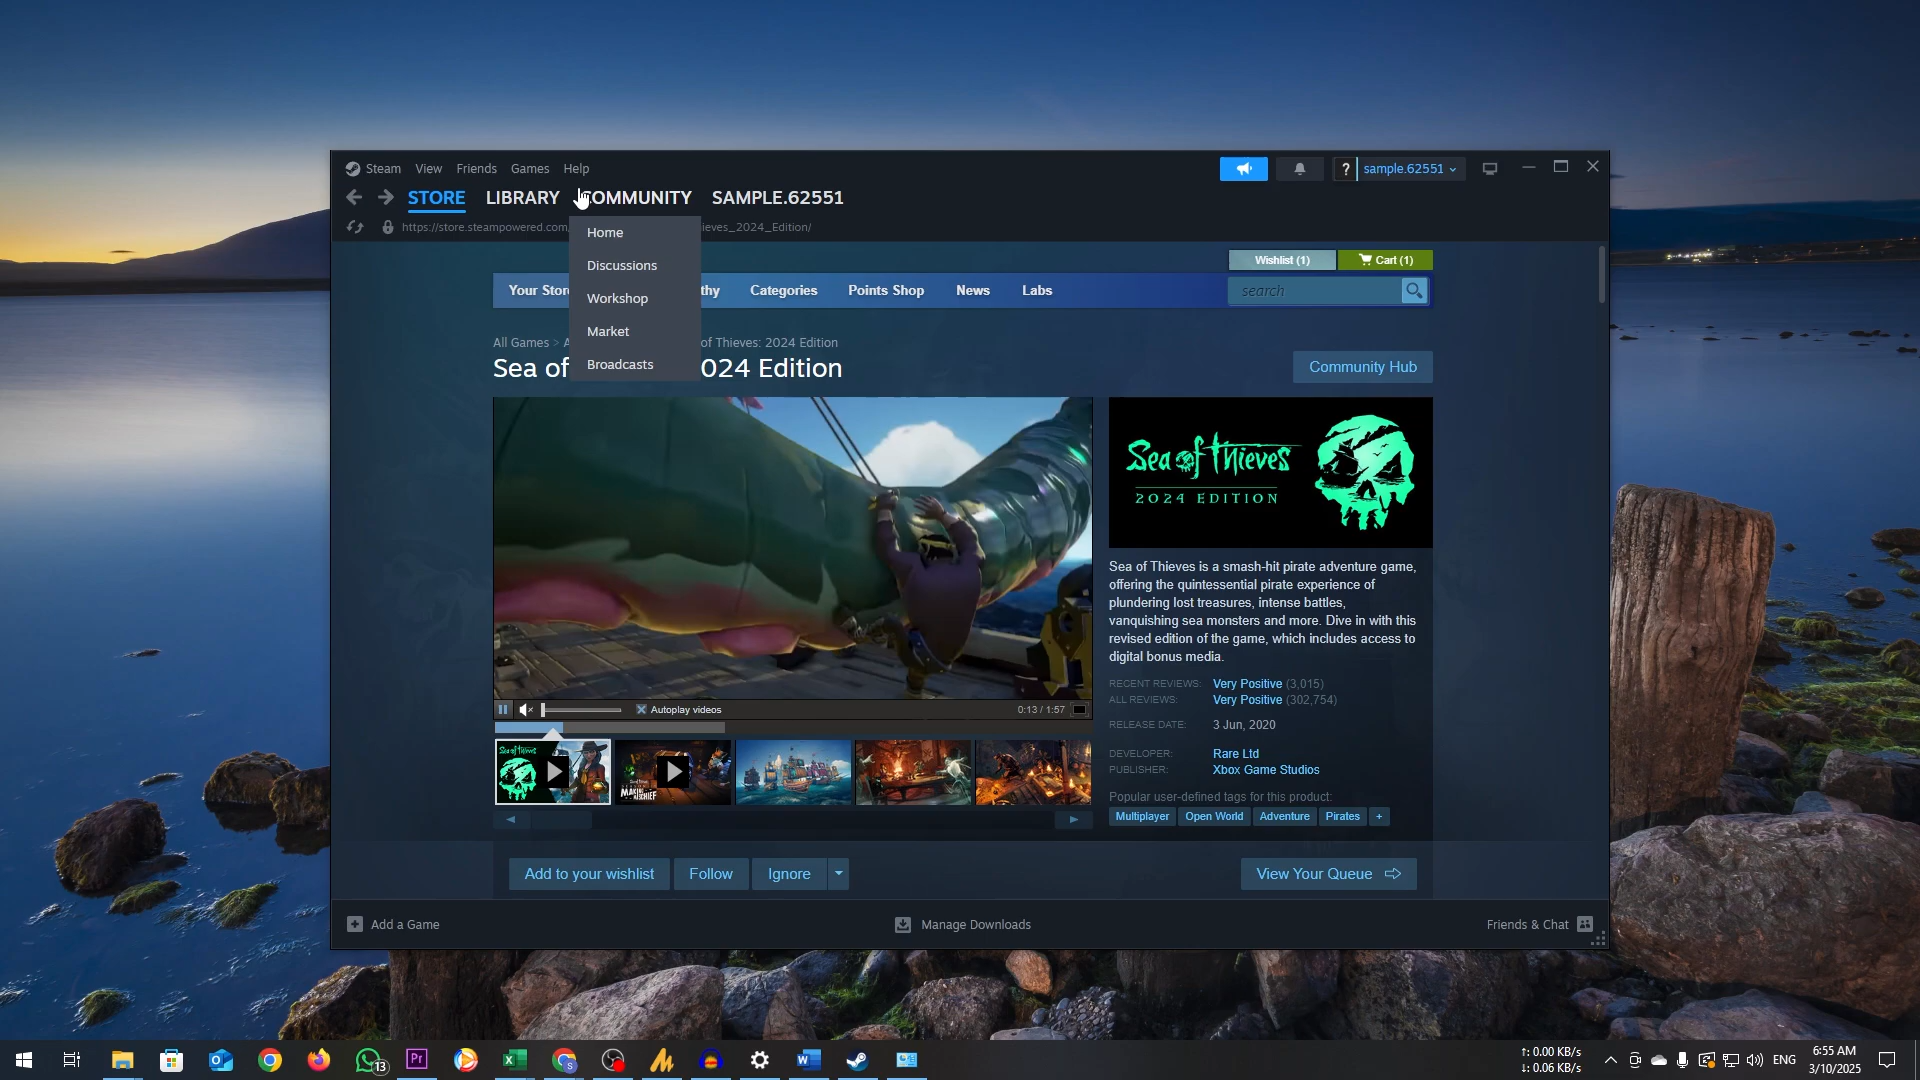 Steam View Friends Games Help
? sample.62551
STORE LIBRARY COMMUNITY SAMPLE.62551
https://store.steampowered.com/ ieves_2024_Edition/
Home
Discussions
Workshop
Market
Broadcasts
Wishlist (1) Cart (1)
Your Store thy Categories Points Shop News Labs search
All Games > A of Thieves: 2024 Edition
Sea of 024 Edition
Community Hub
Sea of Thieves
2024 EDITION
Sea of Thieves is a smash-hit pirate adventure game,
offering the quintessential pirate experience of
plundering lost treasures, intense battles,
vanquishing sea monsters and more. Dive in with this
revised edition of the game, which includes access to
digital bonus media.
RECENT REVIEWS: Very Positive (3,015)
ALL REVIEWS: Very Positive (302,754)
RELEASE DATE: 3 Jun, 2020
DEVELOPER: Rare Ltd
PUBLISHER: Xbox Game Studios
Popular user-defined tags for this product:
Multiplayer Open World Adventure Pirates +
Autoplay videos 0:13 / 1:57
Sea of Thieves
Add to your wishlist Follow Ignore View Your Queue
Add a Game Manage Downloads Friends & Chat
13
Pr
S
↑: 0.00 KB/s
↓: 0.06 KB/s
ENG
6:55 AM
3/10/2025